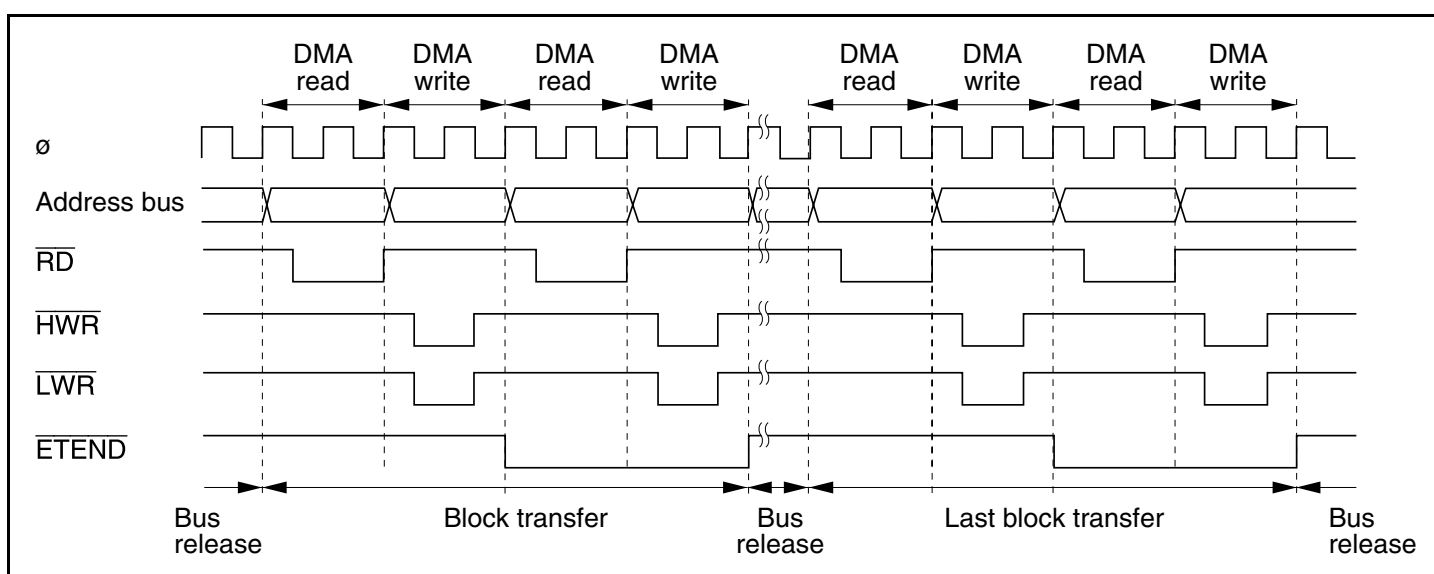 DMA read DMA write DMA read DMA write DMA read DMA write DMA read DMA write
ø
Address bus
RD
HWR
LWR
ETEND
Bus release Block transfer Bus release Last block transfer Bus release